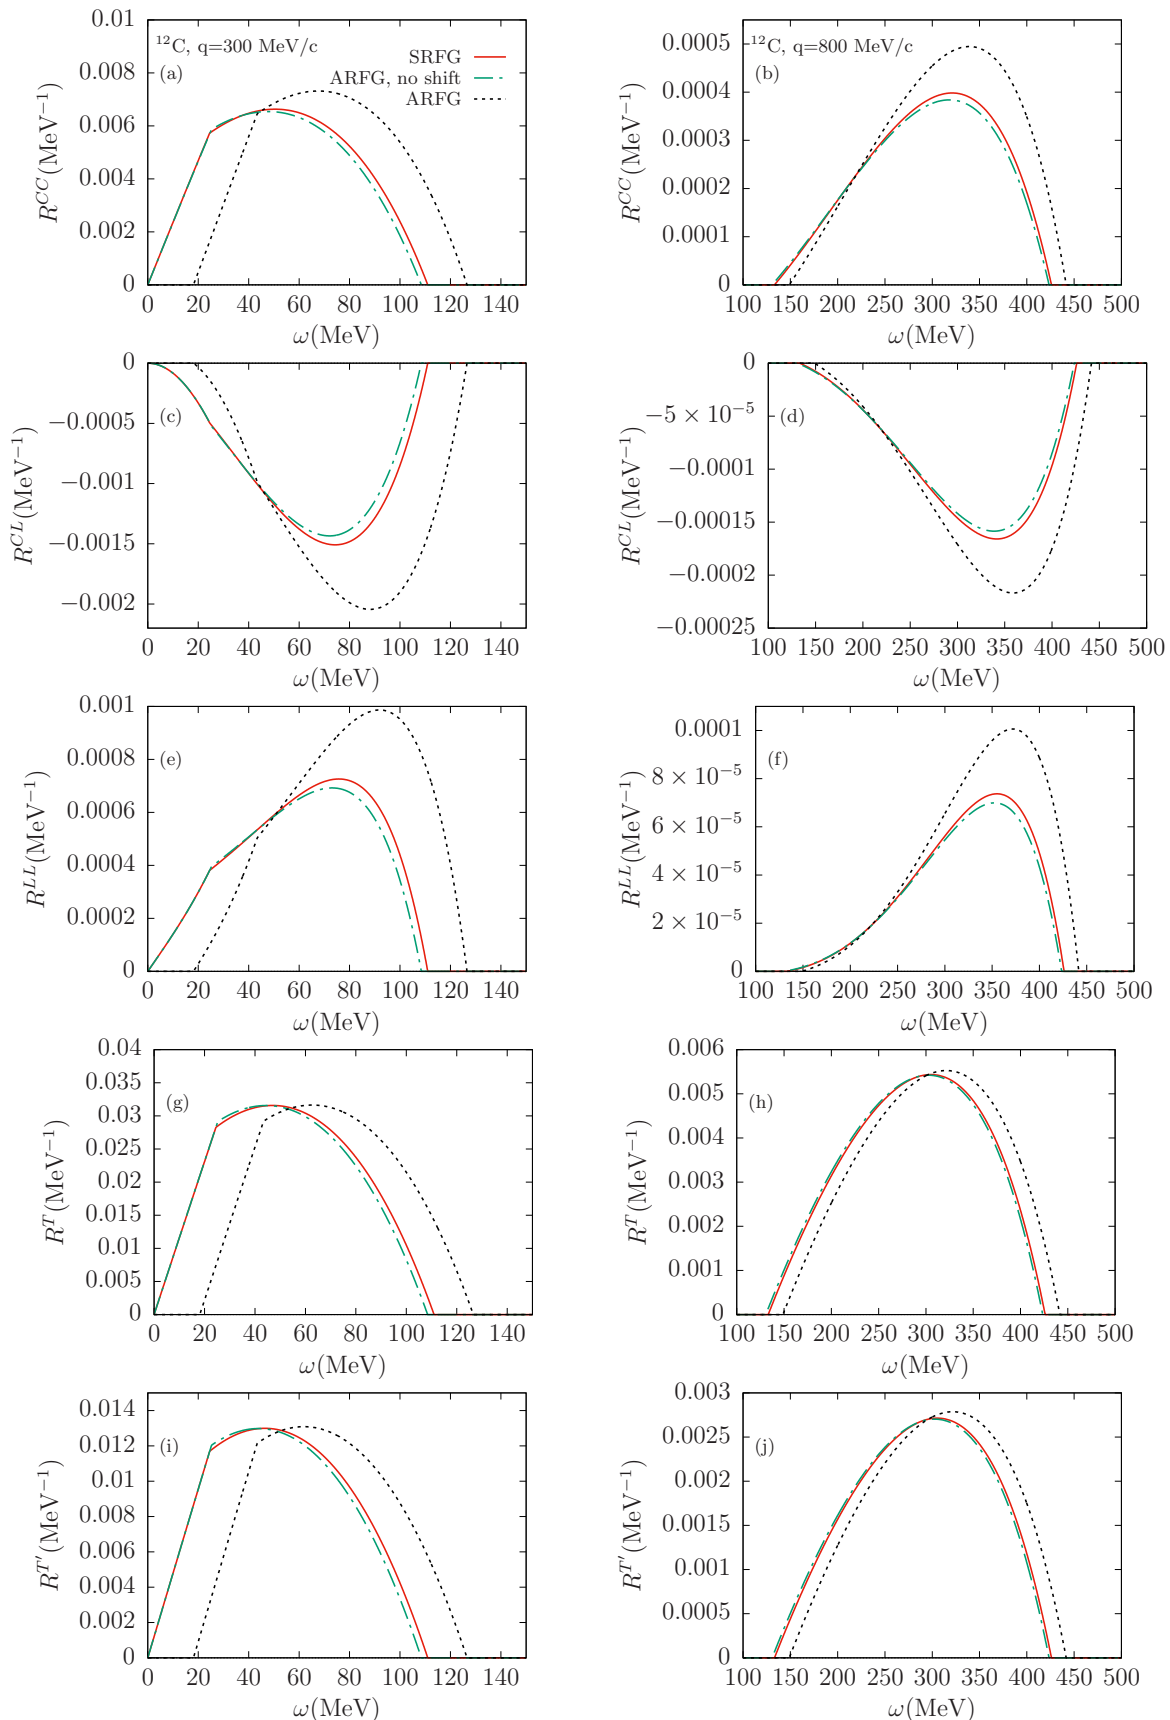 ¹²C, q=300 MeV/c
(a)
SRFG
ARFG, no shift
ARFG
R^{CC}(MeV⁻¹)
0.01
0.008
0.006
0.004
0.002
0
0 20 40 60 80 100 120 140
ω(MeV)
¹²C, q=800 MeV/c
(b)
R^{CC}(MeV⁻¹)
0.0005
0.0004
0.0003
0.0002
0.0001
0
100 150 200 250 300 350 400 450 500
ω(MeV)
(c)
R^{CL}(MeV⁻¹)
0
−0.0005
−0.001
−0.0015
−0.002
0 20 40 60 80 100 120 140
ω(MeV)
(d)
R^{CL}(MeV⁻¹)
0
−5 × 10⁻⁵
−0.0001
−0.00015
−0.0002
−0.00025
100 150 200 250 300 350 400 450 500
ω(MeV)
(e)
R^{LL}(MeV⁻¹)
0.001
0.0008
0.0006
0.0004
0.0002
0
0 20 40 60 80 100 120 140
ω(MeV)
(f)
R^{LL}(MeV⁻¹)
0.0001
8 × 10⁻⁵
6 × 10⁻⁵
4 × 10⁻⁵
2 × 10⁻⁵
0
100 150 200 250 300 350 400 450 500
ω(MeV)
(g)
R^{T}(MeV⁻¹)
0.04
0.035
0.03
0.025
0.02
0.015
0.01
0.005
0
0 20 40 60 80 100 120 140
ω(MeV)
(h)
R^{T}(MeV⁻¹)
0.006
0.005
0.004
0.003
0.002
0.001
0
100 150 200 250 300 350 400 450 500
ω(MeV)
(i)
R^{T′}(MeV⁻¹)
0.014
0.012
0.01
0.008
0.006
0.004
0.002
0
0 20 40 60 80 100 120 140
ω(MeV)
(j)
R^{T′}(MeV⁻¹)
0.003
0.0025
0.002
0.0015
0.001
0.0005
0
100 150 200 250 300 350 400 450 500
ω(MeV)